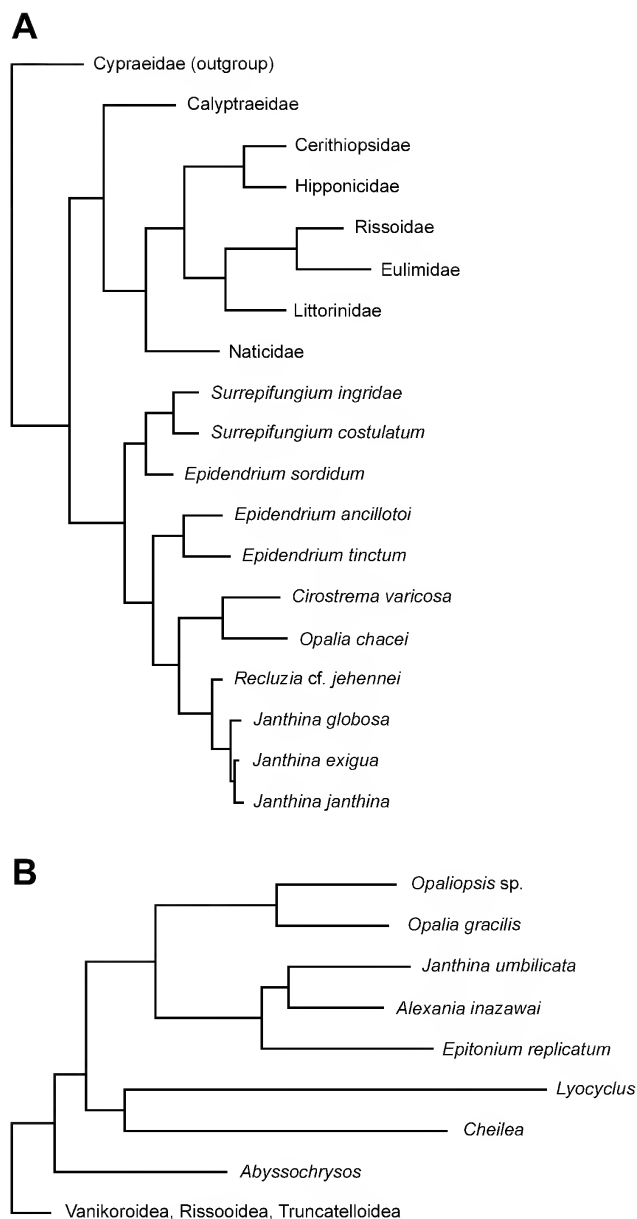 A
Cypraeidae (outgroup)
Calyptraeidae
Cerithiopsidae
Hipponicidae
Rissoidae
Eulimidae
Littorinidae
Naticidae
Surrepifungium ingridae
Surrepifungium costulatum
Epidendrium sordidum
Epidendrium ancillotoi
Epidendrium tinctum
Cirostrema varicosa
Opalia chacei
Recluzia cf. jehennei
Janthina globosa
Janthina exigua
Janthina janthina
B
Opaliopsis sp.
Opalia gracilis
Janthina umbilicata
Alexania inazawai
Epitonium replicatum
Lyocyclus
Cheilea
Abyssochrysos
Vanikoroidea, Rissooidea, Truncatelloidea